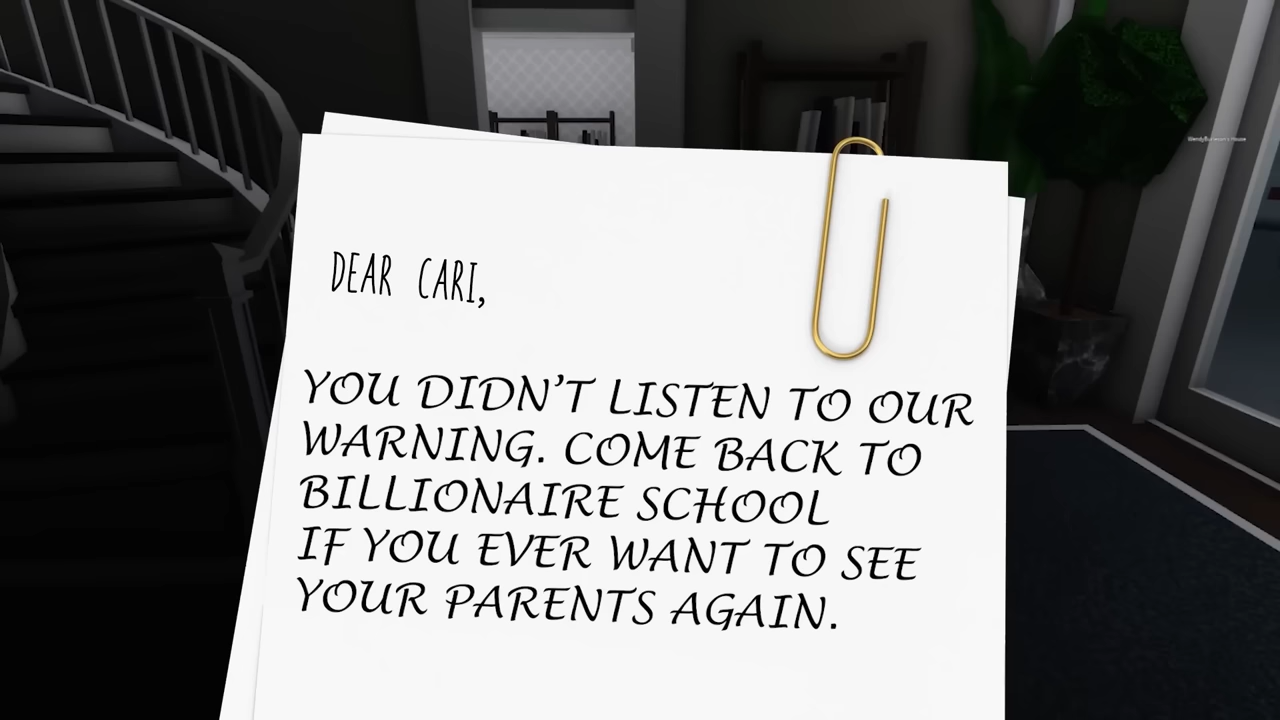 DEAR CARI,
YOU DIDN'T LISTEN TO OUR
WARNING. COME BACK TO
BILLIONAIRE SCHOOL
IF YOU EVER WANT TO SEE
YOUR PARENTS AGAIN.